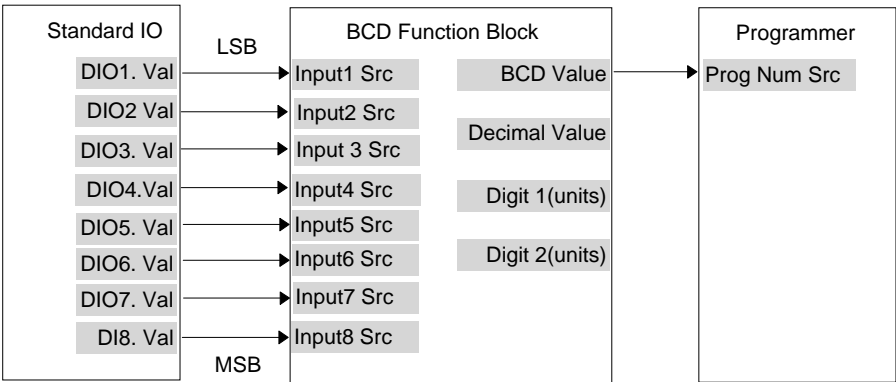 Standard IO
LSB
BCD Function Block
Programmer
DIO1. Val
Input1 Src
BCD Value
Prog Num Src
DIO2 Val
Input2 Src
Decimal Value
DIO3. Val
Input 3 Src
DIO4.Val
Input4 Src
Digit 1(units)
DIO5. Val
Input5 Src
DIO6. Val
Input6 Src
Digit 2(units)
DIO7. Val
Input7 Src
DI8. Val
Input8 Src
MSB